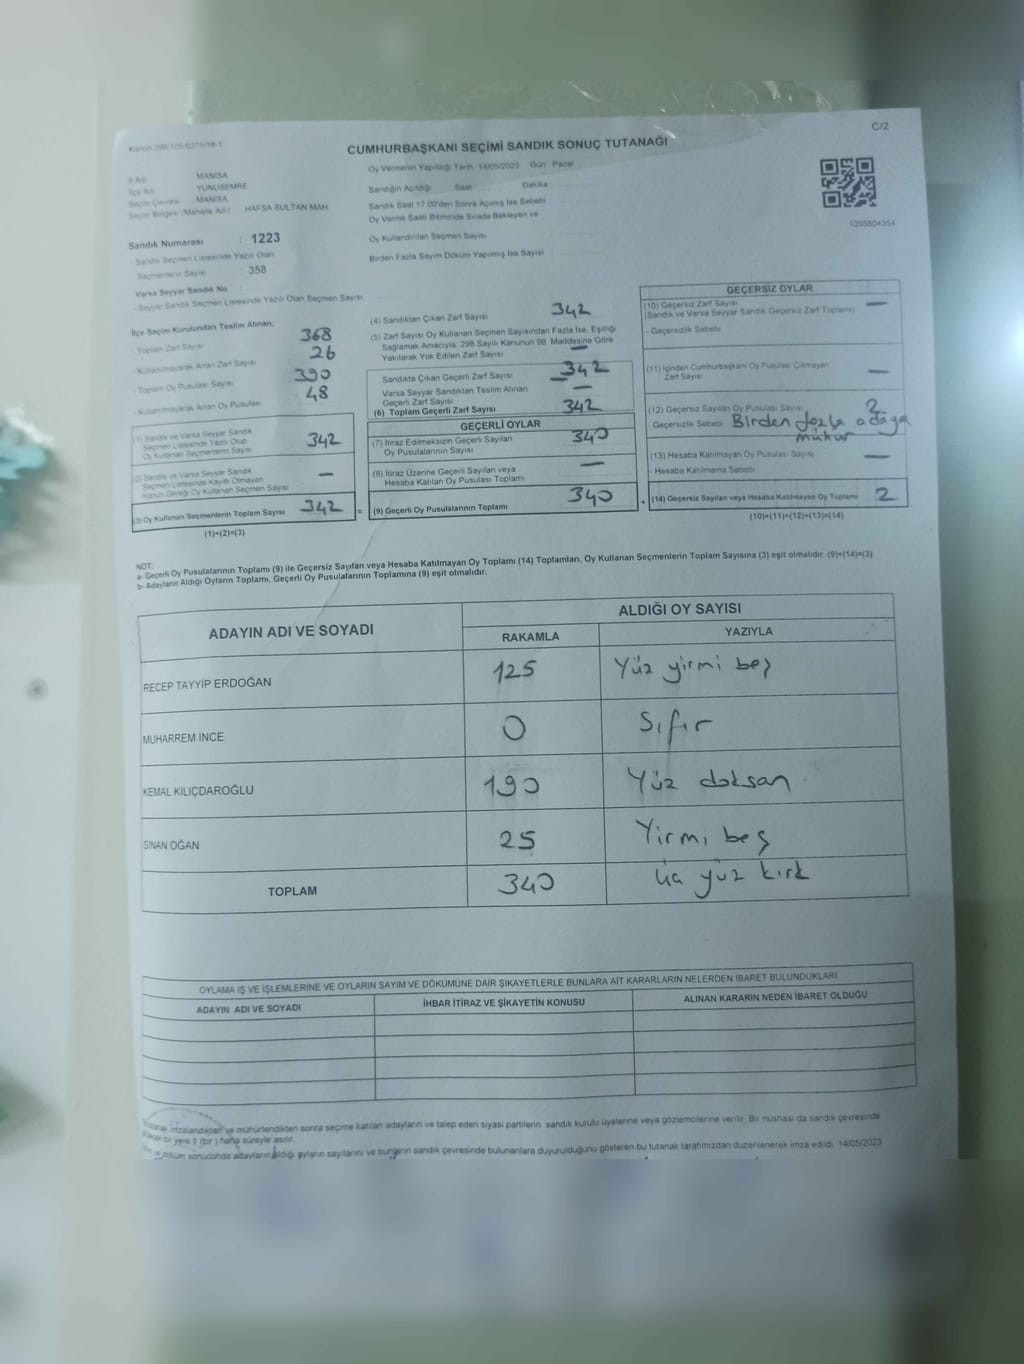 C/2
Kanun 298/105-6271/18-1
CUMHURBAŞKANI SEÇİMİ SANDIK SONUÇ TUTANAĞI
Oy Vermenin Yapıldığı Tarih: 14/05/2023 Gün : Pazar
İl Adı MANİSA
İlçe Adı YUNUSEMRE
Seçim Çevresi : MANİSA
Seçim Bölgesi (Mahalle Adı) HAFSA SULTAN MAH.
Sandığın Açıldığı Saat Dakika
Sandık Saat 17.00'den Sonra Açılmış İse Sebebi
Oy Verme Saati Bitiminde Sırada Bekleyen ve
Oy Kullandırılan Seçmen Sayısı
Birden Fazla Sayım Döküm Yapılmış İse Sayısı
1095804354
Sandık Numarası : 1223
- Sandık Seçmen Listesinde Yazılı Olan
Seçmenlerin Sayısı : 358
Varsa Seyyar Sandık No
- Seyyar Sandık Seçmen Listesinde Yazılı Olan Seçmen Sayısı
İlçe Seçim Kurulundan Teslim Alınan;
- Toplam Zarf Sayısı 368
- Kullanılmayarak Artan Zarf Sayısı 26
- Toplam Oy Pusulası Sayısı 390
- Kullanılmayarak Artan Oy Pusulası 48
(1) Sandık ve Varsa Seyyar Sandık
Seçmen Listesinde Yazılı Olup
Oy Kullanan Seçmenlerin Sayısı 342
(2) Sandık ve Varsa Seyyar Sandık
Seçmen Listesinde Kayıtlı Olmayan
Kanun Gereği Oy Kullanan Seçmen Sayısı —
(3) Oy Kullanan Seçmenlerin Toplam Sayısı 342 =
(1)+(2)=(3)
(4) Sandıktan Çıkan Zarf Sayısı 342
(5) Zarf Sayısı Oy Kullanan Seçmen Sayısından Fazla İse, Eşitliği
Sağlamak Amacıyla; 298 Sayılı Kanunun 98. Maddesine Göre
Yakılarak Yok Edilen Zarf Sayısı —
Sandıkta Çıkan Geçerli Zarf Sayısı 342
Varsa Seyyar Sandıktan Teslim Alınan
Geçerli Zarf Sayısı —
(6) Toplam Geçerli Zarf Sayısı 342
GEÇERLİ OYLAR
(7) İtiraz Edilmeksizin Geçerli Sayılan
Oy Pusulalarının Sayısı 340
(8) İtiraz Üzerine Geçerli Sayılan veya
Hesaba Katılan Oy Pusulası Toplamı —
(9) Geçerli Oy Pusulalarının Toplamı 340 +
GEÇERSİZ OYLAR
(10) Geçersiz Zarf Sayısı —
(Sandık ve Varsa Seyyar Sandık Geçersiz Zarf Toplamı)
- Geçersizlik Sebebi
(11) İçinden Cumhurbaşkanı Oy Pusulası Çıkmayan
Zarf Sayısı —
(12) Geçersiz Sayılan Oy Pusulası Sayısı 2
- Geçersizlik Sebebi Birden fazla adaya
mühür
(13) Hesaba Katılmayan Oy Pusulası Sayısı —
- Hesaba Katılmama Sebebi
(14) Geçersiz Sayılan veya Hesaba Katılmayan Oy Toplamı 2
(10)+(11)+(12)+(13)=(14)
NOT:
a- Geçerli Oy Pusulalarının Toplamı (9) ile Geçersiz Sayılan veya Hesaba Katılmayan Oy Toplamı (14) Toplamları, Oy Kullanan Seçmenlerin Toplam Sayısına (3) eşit olmalıdır. (9)+(14)=(3)
b- Adayların Aldığı Oyların Toplamı, Geçerli Oy Pusulalarının Toplamına (9) eşit olmalıdır.
ADAYIN ADI VE SOYADI ALDIĞI OY SAYISI
RAKAMLA YAZIYLA
RECEP TAYYİP ERDOĞAN 125 Yüz yirmi beş
MUHARREM İNCE 0 Sıfır
KEMAL KILIÇDAROĞLU 190 Yüz doksan
SİNAN OĞAN 25 Yirmi beş
TOPLAM 340 üç yüz kırk
OYLAMA İŞ VE İŞLEMLERİNE VE OYLARIN SAYIM VE DÖKÜMÜNE DAİR ŞİKAYETLERLE BUNLARA AİT KARARLARIN NELERDEN İBARET BULUNDUKLARI
ADAYIN ADI VE SOYADI İHBAR İTİRAZ VE ŞİKAYETİN KONUSU ALINAN KARARIN NEDEN İBARET OLDUĞU
imzalandıktan ve mühürlendikten sonra seçime katılan adayların ve talep eden siyasi partilerin sandık kurulu üyelerine veya gözlemcilerine verilir. Bir nüshası da sandık çevresinde
bir yere 1 (bir) hafta süreyle asılır.
döküm sonucunda adayların aldığı oyların sayılarını ve bunların sandık çevresinde bulunanlara duyurulduğunu gösteren bu tutanak tarafımızdan düzenlenerek imza edildi. 14/05/2023